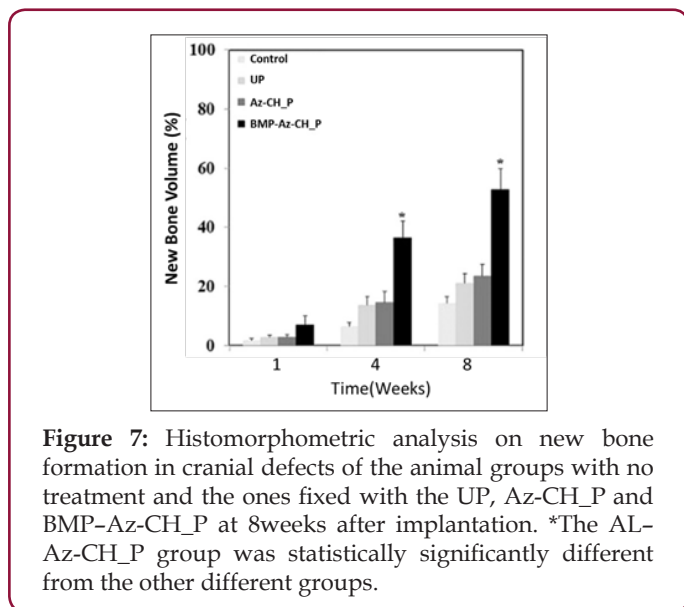 100
80
60
40
20
0
New Bone Volume (%)
Control
UP
Az-CH_P
BMP-Az-CH_P
*
*
1 4 8
Time(Weeks)
Figure 7: Histomorphometric analysis on new bone
formation in cranial defects of the animal groups with no
treatment and the ones fixed with the UP, Az-CH_P and
BMP–Az-CH_P at 8weeks after implantation. *The AL–
Az-CH_P group was statistically significantly different
from the other different groups.